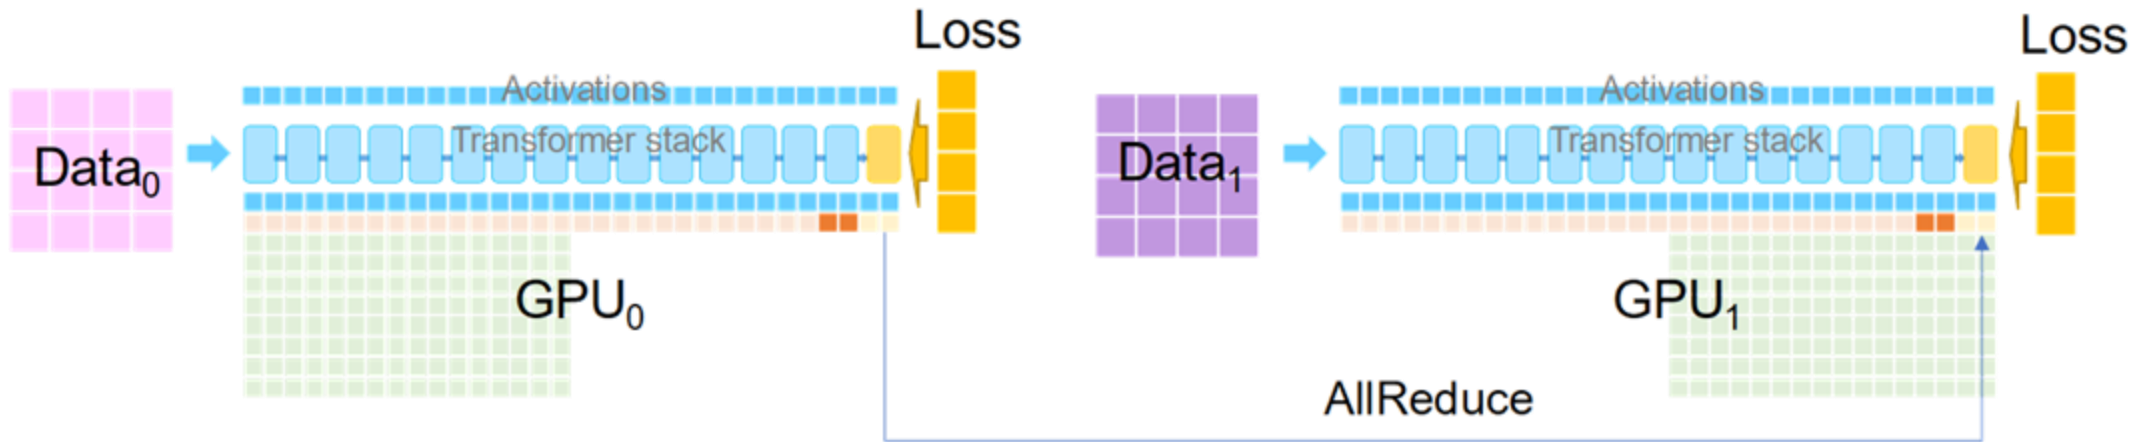 Loss
Activations
Transformer stack
Data₀
GPU₀
Loss
Activations
Transformer stack
Data₁
GPU₁
AllReduce